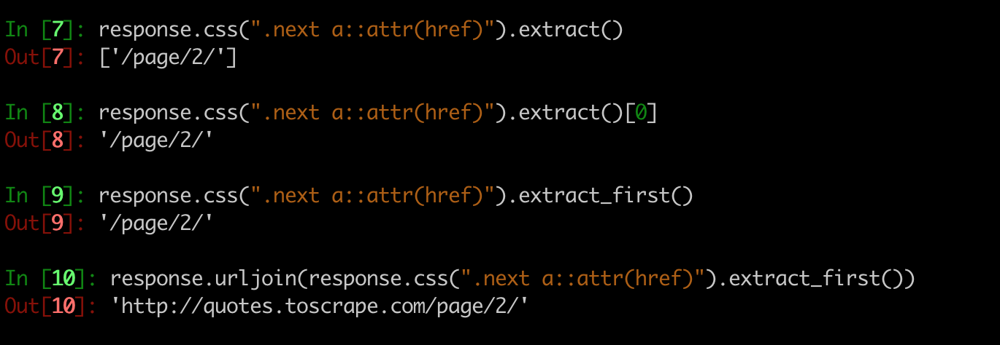 In [7]: response.css(".next a::attr(href)").extract()
Out[7]: ['/page/2/']
In [8]: response.css(".next a::attr(href)").extract()[0]
Out[8]: '/page/2/'
In [9]: response.css(".next a::attr(href)").extract_first()
Out[9]: '/page/2/'
In [10]: response.urljoin(response.css(".next a::attr(href)").extract_first())
Out[10]: 'http://quotes.toscrape.com/page/2/'